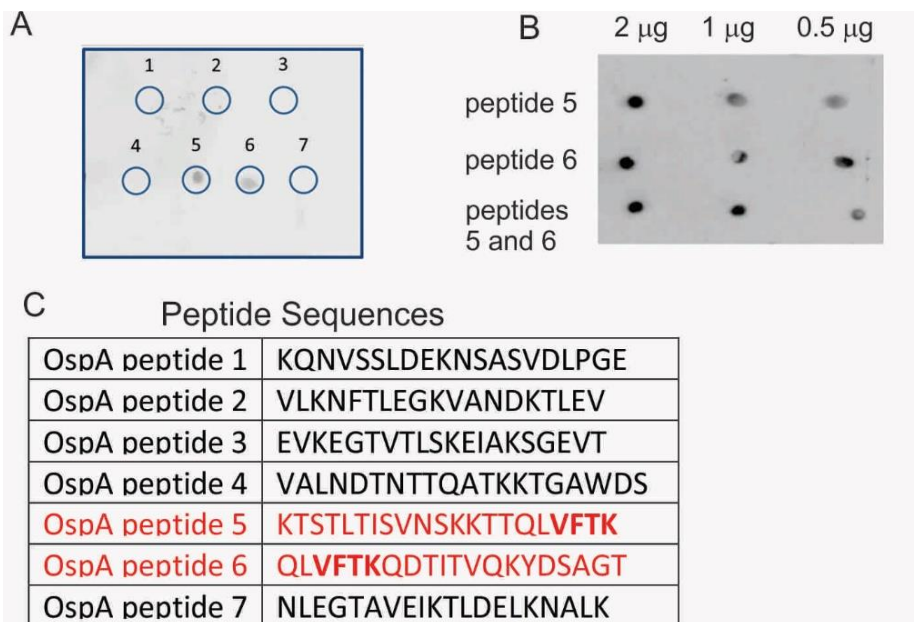 A
1 2 3
4 5 6 7
B
2 µg 1 µg 0.5 µg
peptide 5
peptide 6
peptides
5 and 6
C
Peptide Sequences
OspA peptide 1 KQNVSSLDEKNSASVDLPGE
OspA peptide 2 VLKNFTLEGKVANDKTLEV
OspA peptide 3 EVKEGTVTLSKEIAKSGEVT
OspA peptide 4 VALNDTNTTQATKKTGAWDS
OspA peptide 5 KTSTLTISVNSKKTTQLVFTK
OspA peptide 6 QLVFTKQDTITVQKYDSAGT
OspA peptide 7 NLEGTAVEIKTLDELKNALK